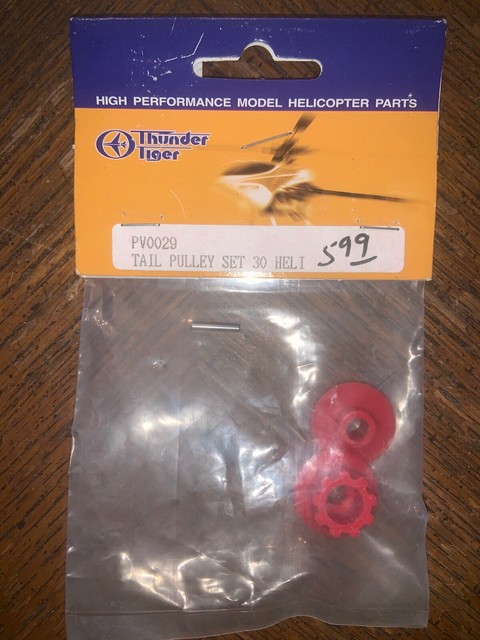 HIGH PERFORMANCE MODEL HELICOPTER PARTS
Thunder
Tiger
PV0029
TAIL PULLEY SET 30 HELI
599